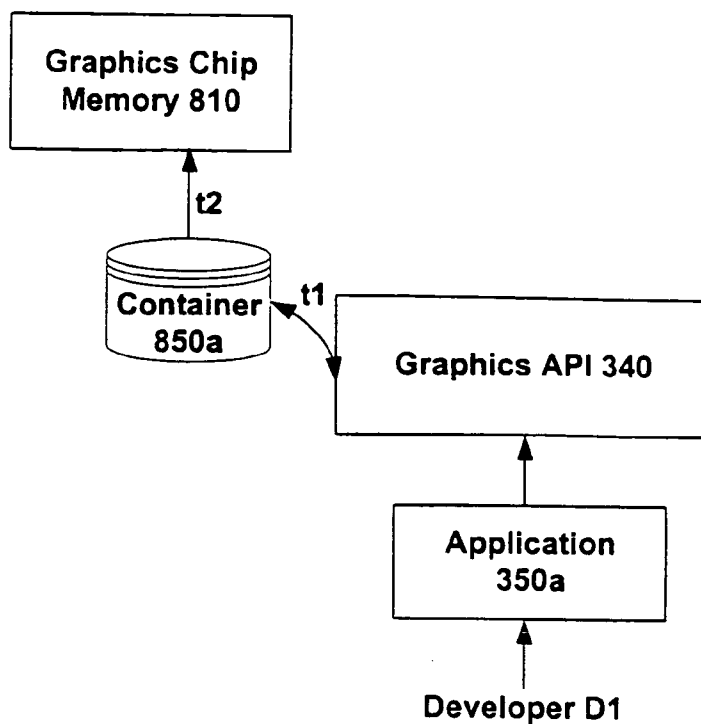 Graphics Chip
Memory 810
t2
Container
850a
t1
Graphics API 340
Application
350a
Developer D1